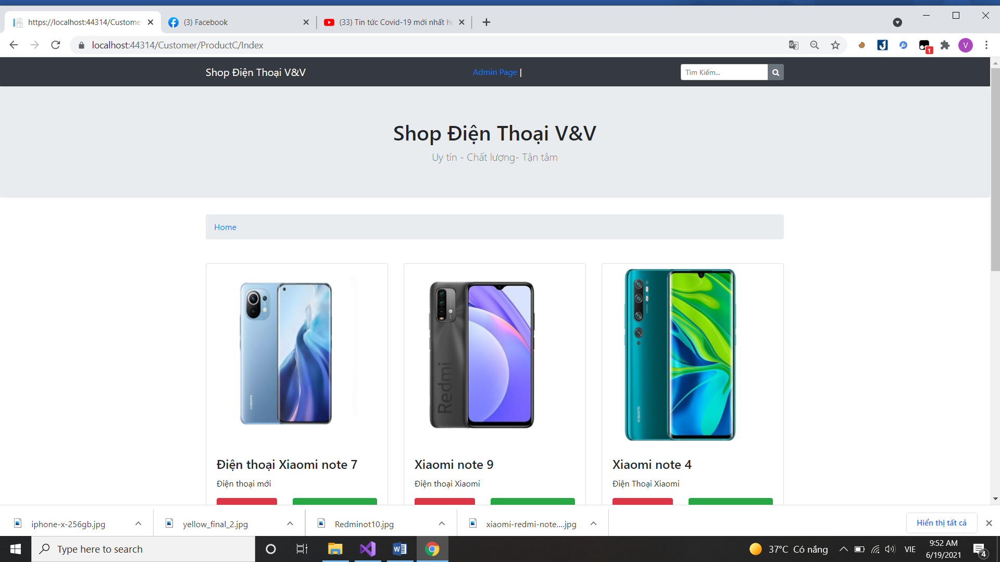 https://localhost:44314/Custome
(3) Facebook
(33) Tin tức Covid-19 mới nhất h
localhost:44314/Customer/ProductC/Index
1
V
Shop Điện Thoại V&V
Admin Page |
Tìm Kiếm...
Shop Điện Thoại V&V
Uy tín - Chất lượng- Tận tâm
Home
xiaomi
Redmi
xiaomi
Điện thoại Xiaomi note 7
Xiaomi note 9
Xiaomi note 4
Điện thoại mới
Điện thoại Xiaomi
Điện Thoại Xiaomi
iphone-x-256gb.jpg
yellow_final_2.jpg
Redminot10.jpg
xiaomi-redmi-note....jpg
Hiển thị tất cả
Type here to search
37°C Có nắng
VIE
9:52 AM
6/19/2021
4